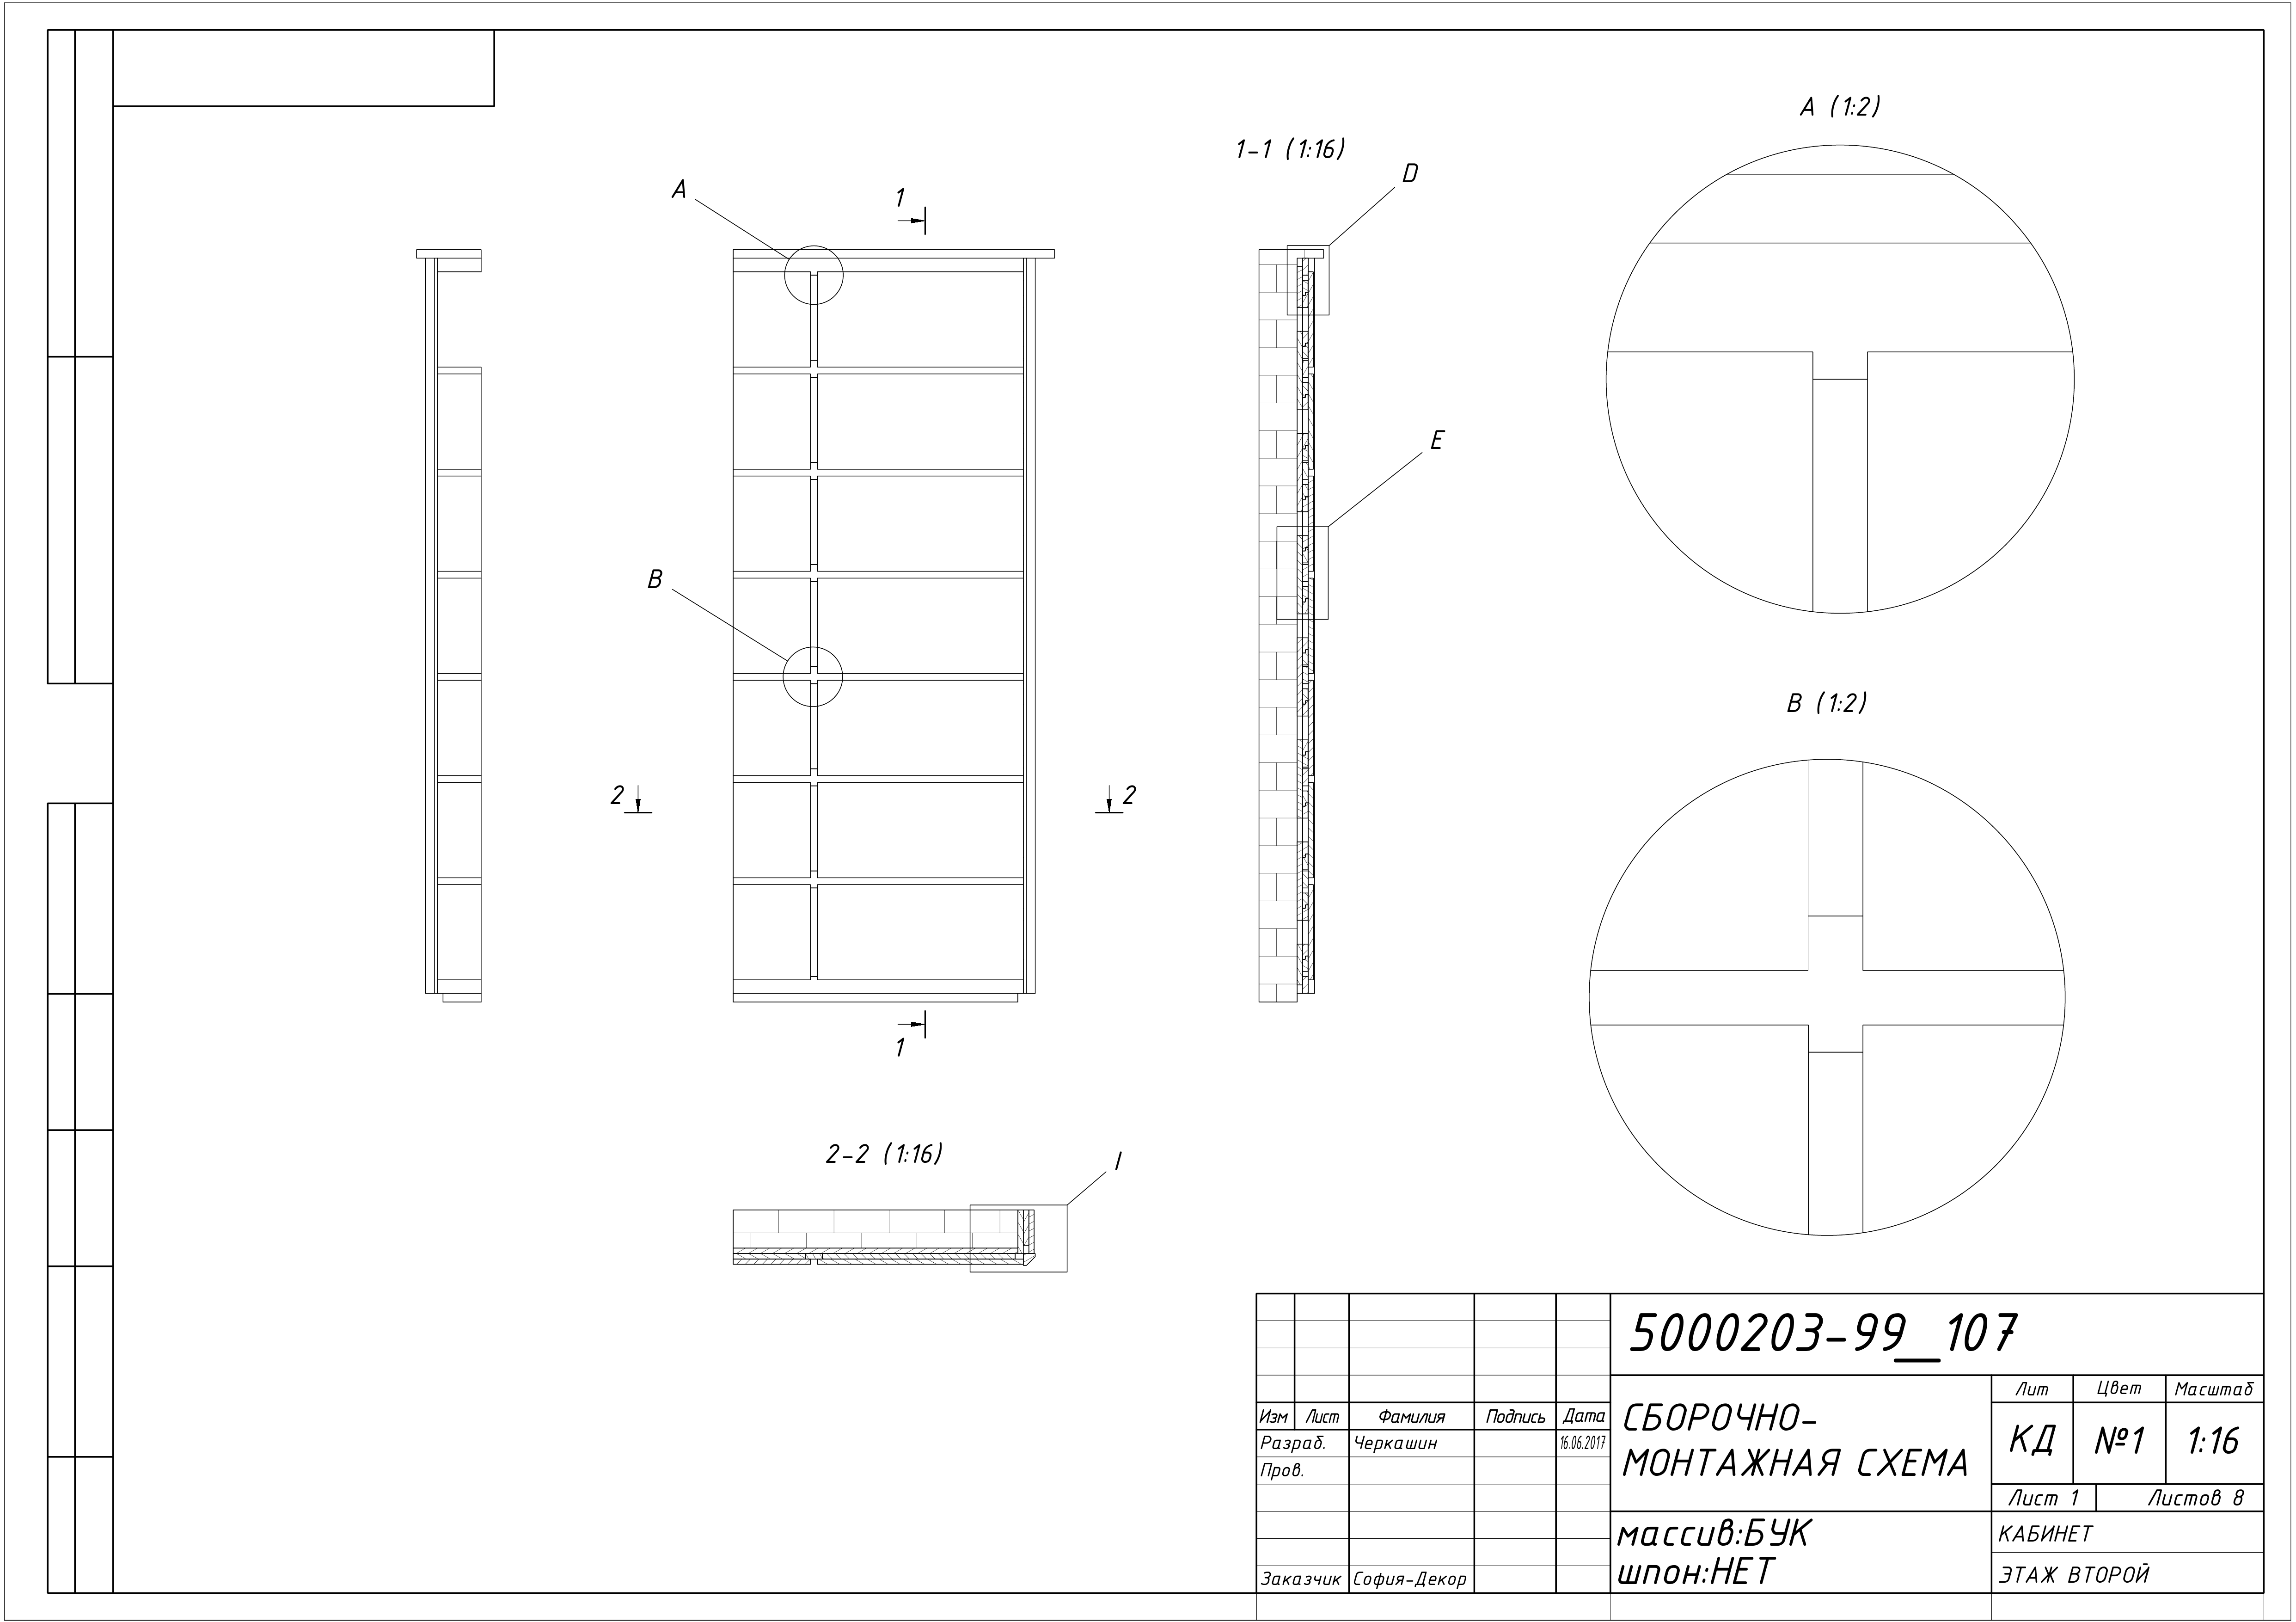 A (1:2)
1-1 (1:16)
D
A
1
E
B
B (1:2)
2
2
1
2-2 (1:16)
I
5000203-99__107
Лит Цвет Масштаб
Изм Лист Фамилия Подпись Дата
СБОРОЧНО-
МОНТАЖНАЯ СХЕМА
КД №1 1:16
Разраб. Черкашин 16.06.2017
Пров.
Лист 1 Листов 8
массив:БУК
шпон:НЕТ
КАБИНЕТ
ЭТАЖ ВТОРОЙ
Заказчик София-Декор